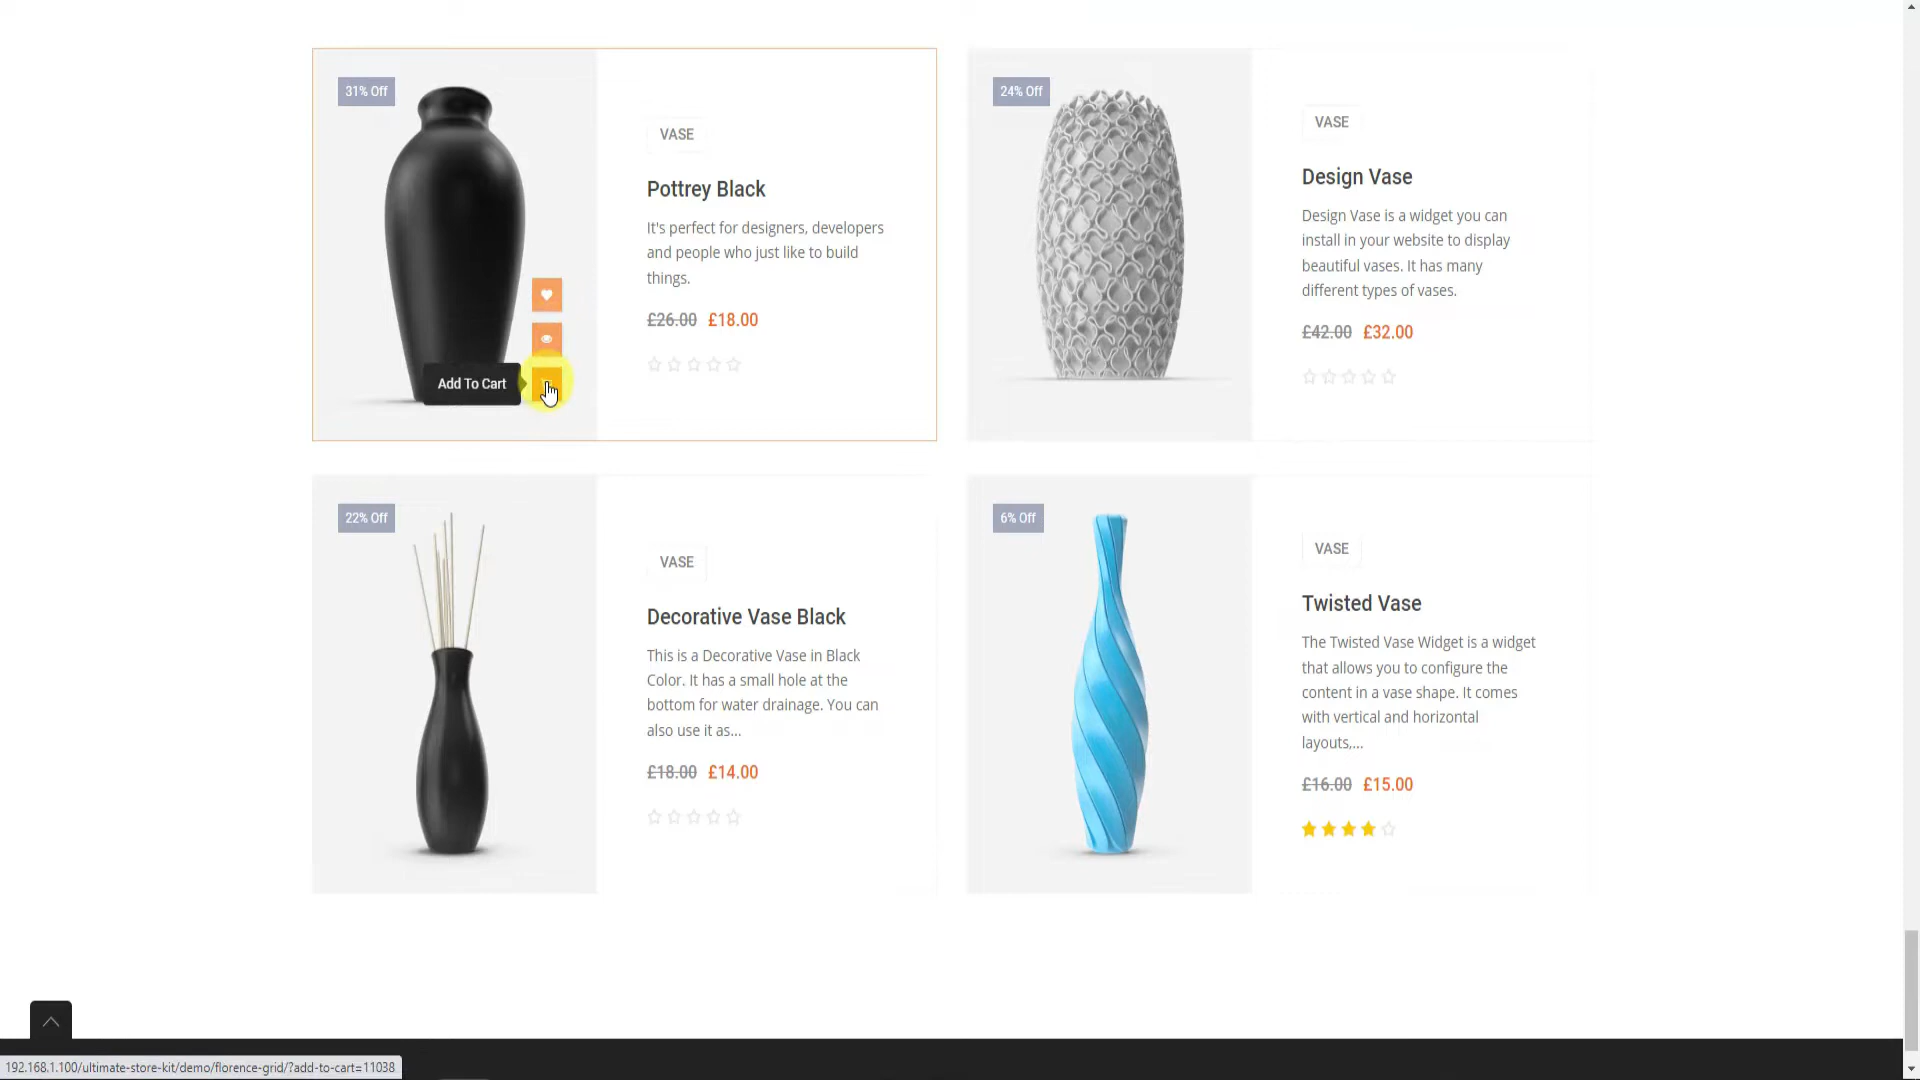 31% Off
VASE
Pottrey Black
It's perfect for designers, developers
and people who just like to build
things.
£26.00 £18.00
Add To Cart
24% Off
VASE
Design Vase
Design Vase is a widget you can
install in your website to display
beautiful vases. It has many
different types of vases.
£42.00 £32.00
22% Off
VASE
Decorative Vase Black
This is a Decorative Vase in Black
Color. It has a small hole at the
bottom for water drainage. You can
also use it as...
£18.00 £14.00
6% Off
VASE
Twisted Vase
The Twisted Vase Widget is a widget
that allows you to configure the
content in a vase shape. It comes
with vertical and horizontal
layouts,...
£16.00 £15.00
192.168.1.100/ultimate-store-kit/demo/florence-grid/?add-to-cart=11038